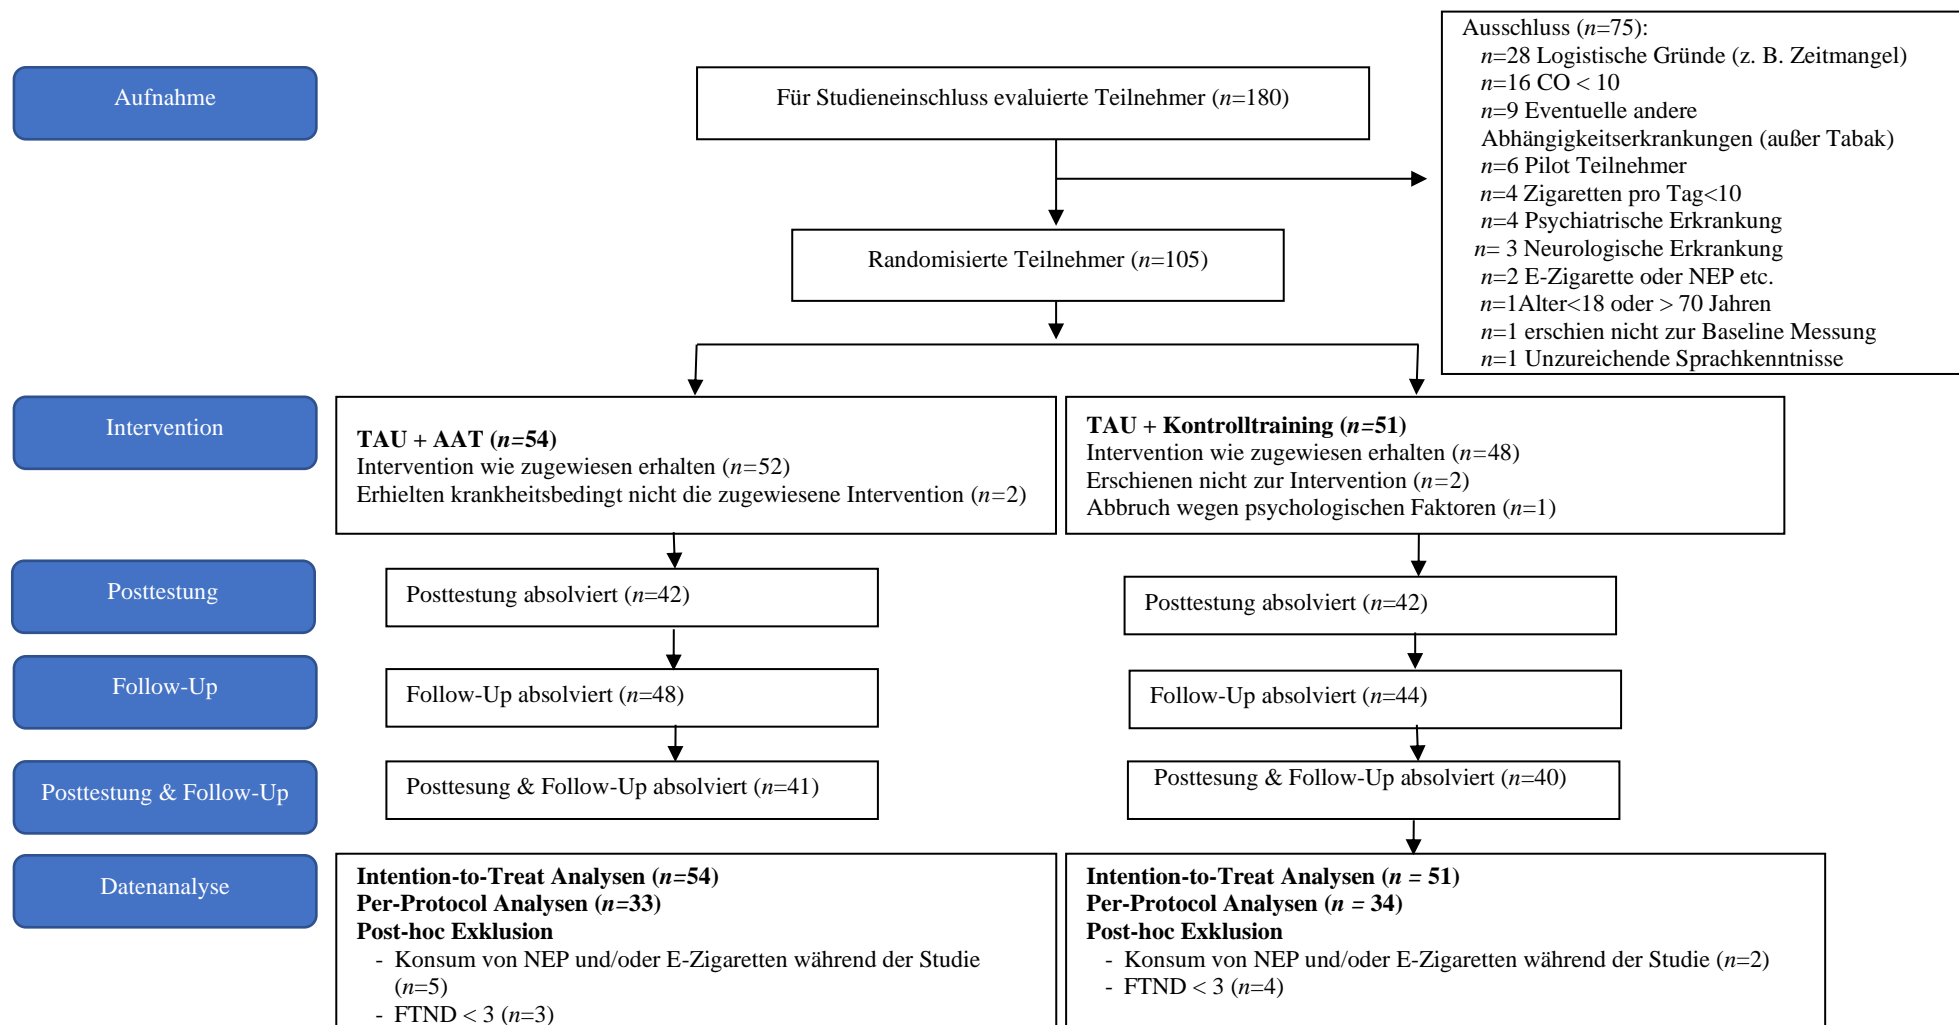 Aufnahme
Für Studieneinschluss evaluierte Teilnehmer (n=180)
Ausschluss (n=75):
n=28 Logistische Gründe (z. B. Zeitmangel)
n=16 CO < 10
n=9 Eventuelle andere
Abhängigkeitserkrankungen (außer Tabak)
n=6 Pilot Teilnehmer
n=4 Zigaretten pro Tag<10
n=4 Psychiatrische Erkrankung
n= 3 Neurologische Erkrankung
n=2 E-Zigarette oder NEP etc.
n=1Alter<18 oder > 70 Jahren
n=1 erschien nicht zur Baseline Messung
n=1 Unzureichende Sprachkenntnisse
Randomisierte Teilnehmer (n=105)
Intervention
TAU + AAT (n=54)
Intervention wie zugewiesen erhalten (n=52)
Erhielten krankheitsbedingt nicht die zugewiesene Intervention (n=2)
TAU + Kontrolltraining (n=51)
Intervention wie zugewiesen erhalten (n=48)
Erschienen nicht zur Intervention (n=2)
Abbruch wegen psychologischen Faktoren (n=1)
Posttestung
Posttestung absolviert (n=42)
Posttestung absolviert (n=42)
Follow-Up
Follow-Up absolviert (n=48)
Follow-Up absolviert (n=44)
Posttestung & Follow-Up
Posttesung & Follow-Up absolviert (n=41)
Posttesung & Follow-Up absolviert (n=40)
Datenanalyse
Intention-to-Treat Analysen (n=54)
Per-Protocol Analysen (n=33)
Post-hoc Exklusion
- Konsum von NEP und/oder E-Zigaretten während der Studie
(n=5)
- FTND < 3 (n=3)
Intention-to-Treat Analysen (n = 51)
Per-Protocol Analysen (n = 34)
Post-hoc Exklusion
- Konsum von NEP und/oder E-Zigaretten während der Studie (n=2)
- FTND < 3 (n=4)